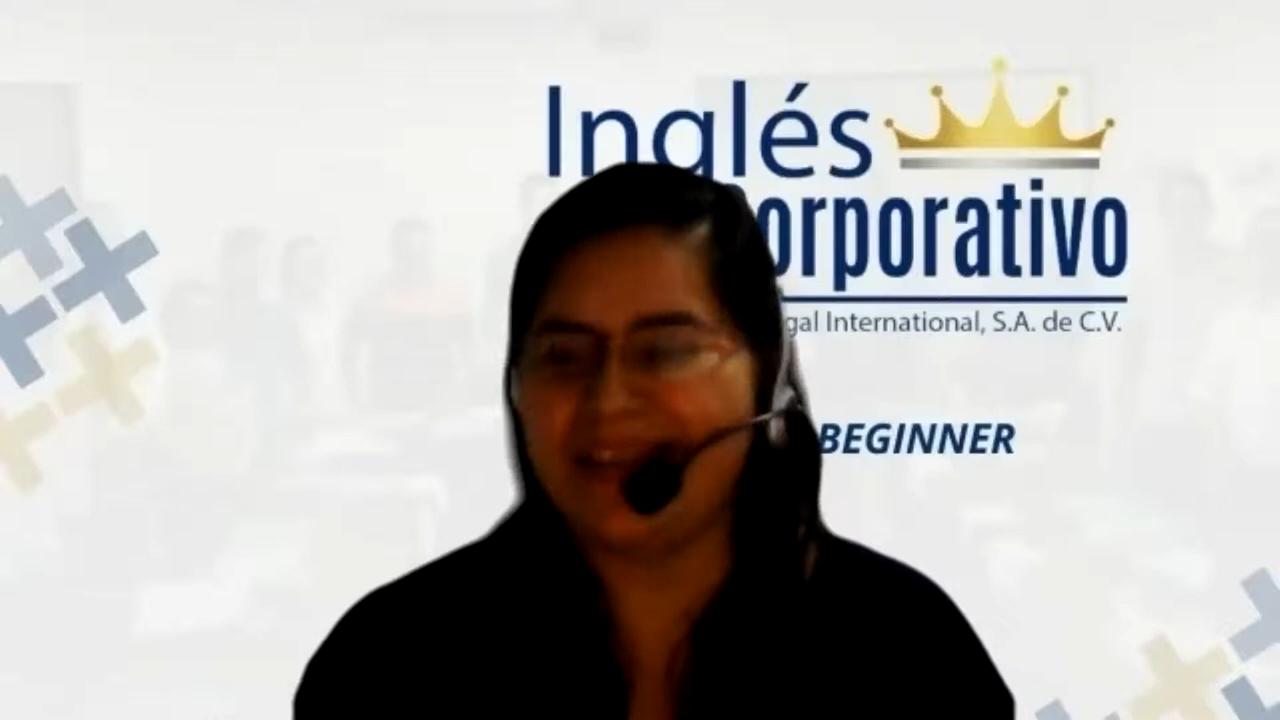 Inglés
orporativo
gal International, S.A. de C.V.
BEGINNER